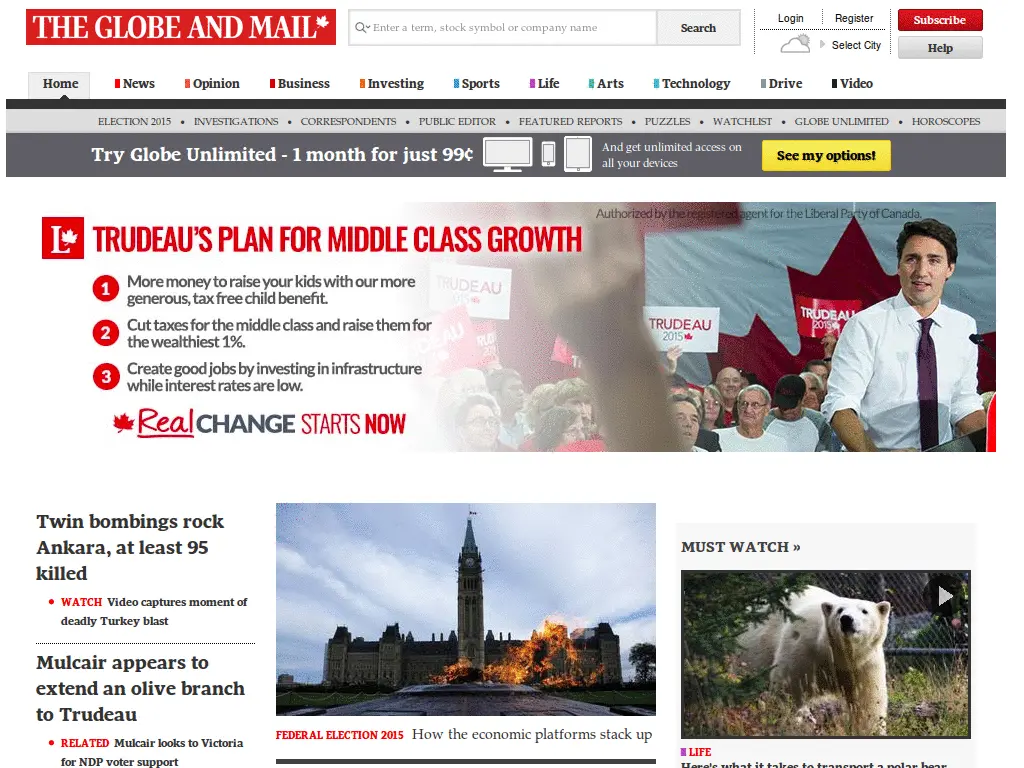 THE GLOBE AND MAIL
Enter a term, stock symbol or company name
Search
Login
Register
Select City
Subscribe
Help
Home
News
Opinion
Business
Investing
Sports
Life
Arts
Technology
Drive
Video
ELECTION 2015 • INVESTIGATIONS • CORRESPONDENTS • PUBLIC EDITOR • FEATURED REPORTS • PUZZLES • WATCHLIST • GLOBE UNLIMITED • HOROSCOPES
Try Globe Unlimited - 1 month for just 99¢
And get unlimited access on
all your devices
See my options!
Authorized by the registered agent for the Liberal Party of Canada.
L
TRUDEAU'S PLAN FOR MIDDLE CLASS GROWTH
1 More money to raise your kids with our more
generous, tax free child benefit.
2 Cut taxes for the middle class and raise them for
the wealthiest 1%.
3 Create good jobs by investing in infrastructure
while interest rates are low.
Real CHANGE STARTS NOW
TRUDEAU
2015
TRUDEAU
2015
TRUDEAU
2015
Twin bombings rock
Ankara, at least 95
killed
• WATCH Video captures moment of
deadly Turkey blast
Mulcair appears to
extend an olive branch
to Trudeau
• RELATED Mulcair looks to Victoria
for NDP voter support
FEDERAL ELECTION 2015 How the economic platforms stack up
MUST WATCH »
LIFE
Here's what it takes to transport a polar bear